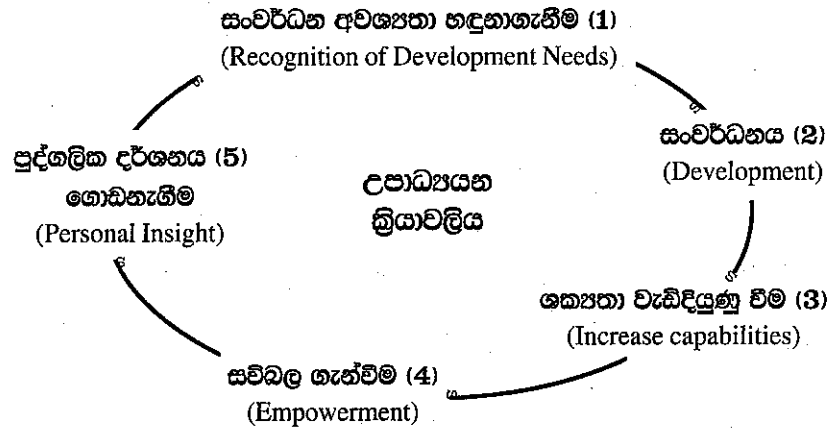 සංවර්ධන අවශ්‍යතා හඳුනාගැනීම (1)
(Recognition of Development Needs)
සංවර්ධනය (2)
(Development)
ශක්‍යතා වැඩිදියුණු වීම (3)
(Increase capabilities)
සවිබල ගැන්වීම (4)
(Empowerment)
පුද්ගලික දර්ශනය (5)
ගොඩනැගීම
(Personal Insight)
උපාධ්‍යයන
ක්‍රියාවලිය